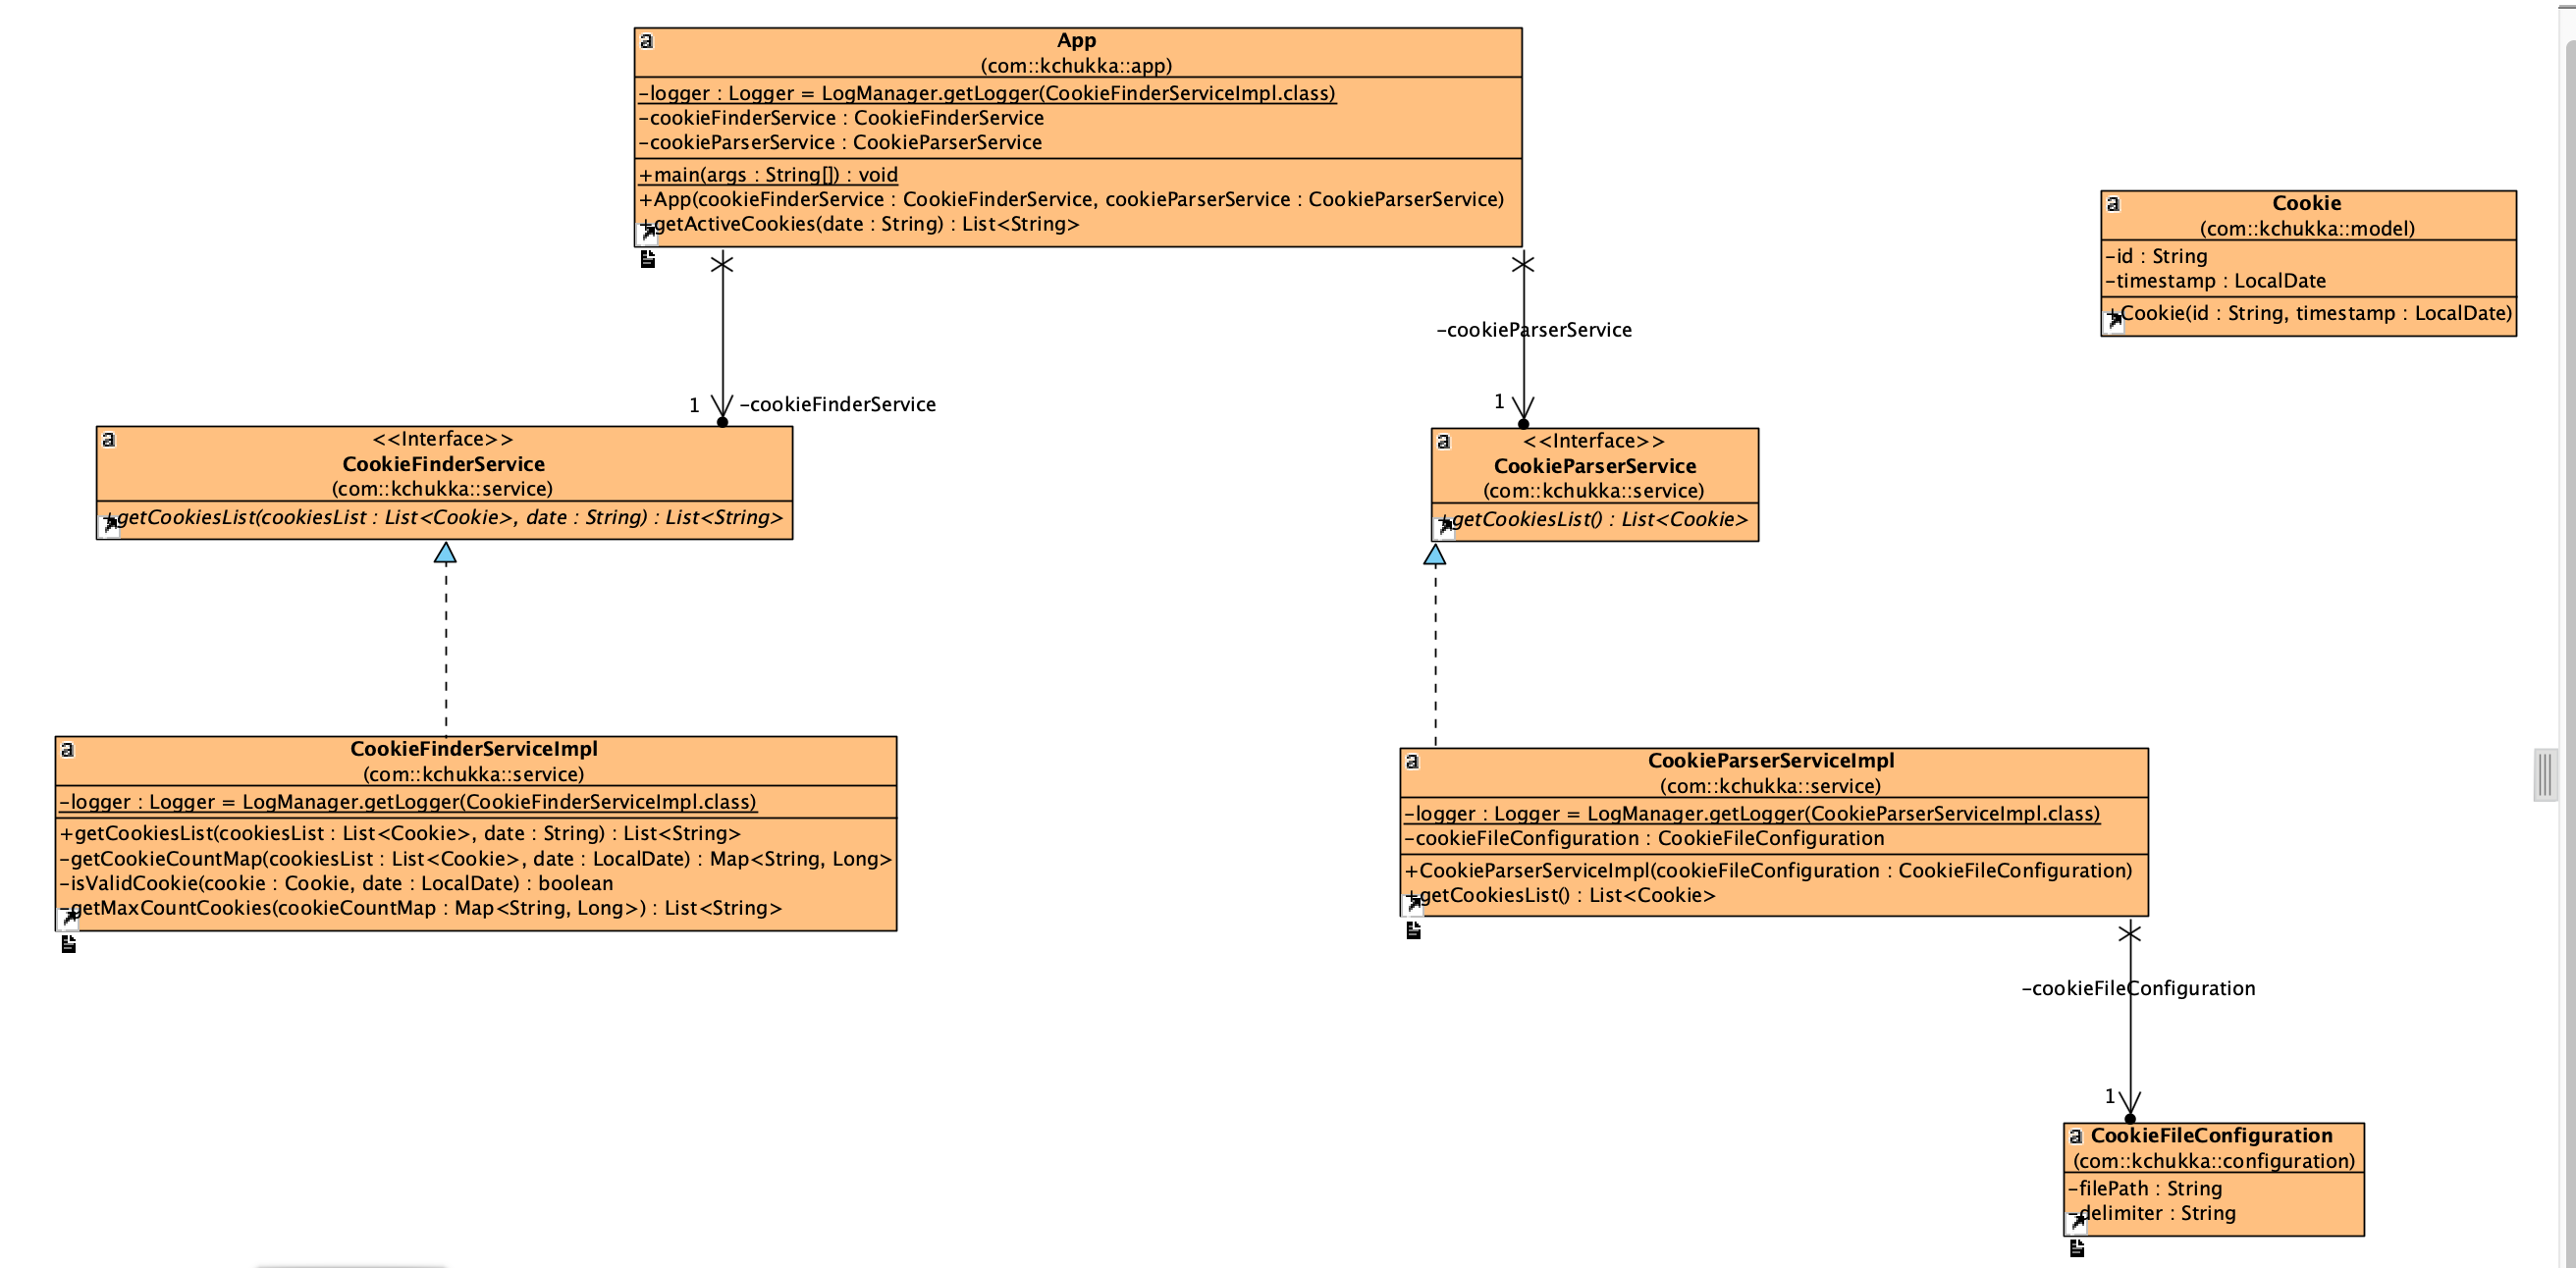 App
(com::kchukka::app)
-logger : Logger = LogManager.getLogger(CookieFinderServiceImpl.class)
-cookieFinderService : CookieFinderService
-cookieParserService : CookieParserService
+main(args : String[]) : void
+App(cookieFinderService : CookieFinderService, cookieParserService : CookieParserService)
+getActiveCookies(date : String) : List<String>
Cookie
(com::kchukka::model)
-id : String
-timestamp : LocalDate
+Cookie(id : String, timestamp : LocalDate)
1
-cookieFinderService
-cookieParserService
1
<<Interface>>
CookieFinderService
(com::kchukka::service)
+getCookiesList(cookiesList : List<Cookie>, date : String) : List<String>
<<Interface>>
CookieParserService
(com::kchukka::service)
+getCookiesList() : List<Cookie>
CookieFinderServiceImpl
(com::kchukka::service)
-logger : Logger = LogManager.getLogger(CookieFinderServiceImpl.class)
+getCookiesList(cookiesList : List<Cookie>, date : String) : List<String>
-getCookieCountMap(cookiesList : List<Cookie>, date : LocalDate) : Map<String, Long>
-isValidCookie(cookie : Cookie, date : LocalDate) : boolean
-getMaxCountCookies(cookieCountMap : Map<String, Long>) : List<String>
CookieParserServiceImpl
(com::kchukka::service)
-logger : Logger = LogManager.getLogger(CookieParserServiceImpl.class)
-cookieFileConfiguration : CookieFileConfiguration
+CookieParserServiceImpl(cookieFileConfiguration : CookieFileConfiguration)
+getCookiesList() : List<Cookie>
-cookieFileConfiguration
1
CookieFileConfiguration
(com::kchukka::configuration)
-filePath : String
-delimiter : String